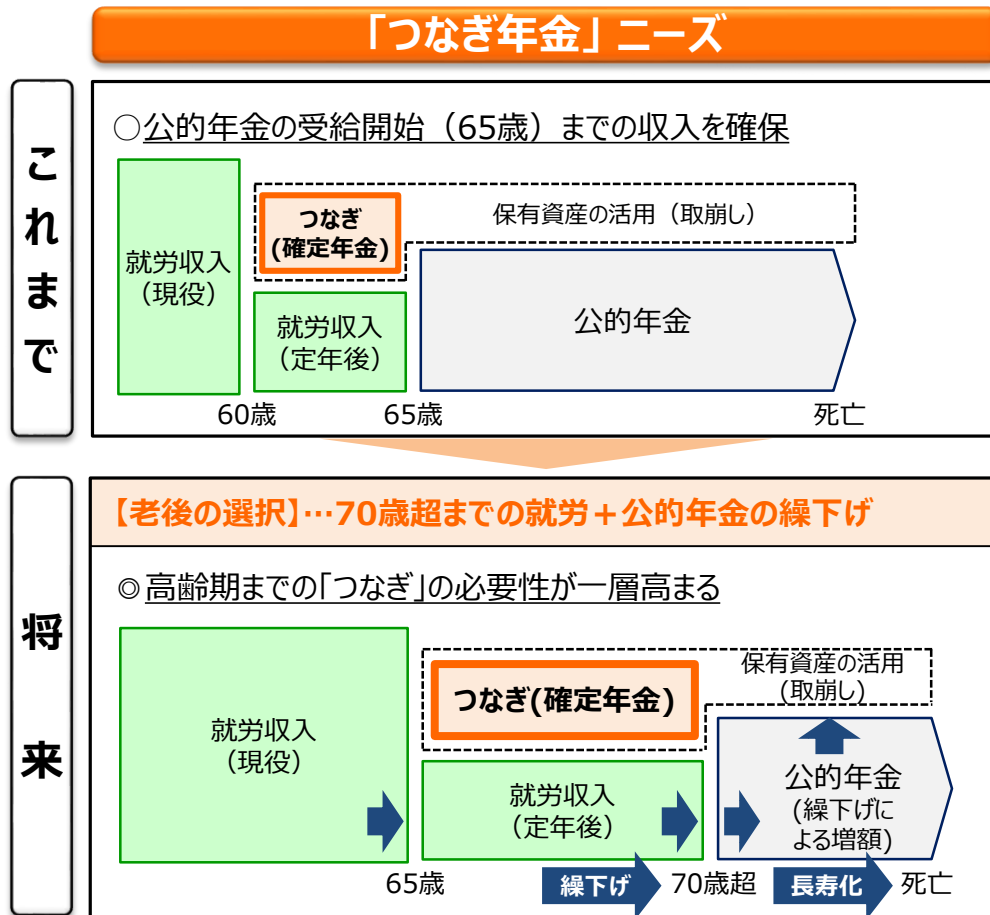 「つなぎ年金」ニーズ
これまで
○公的年金の受給開始（65歳）までの収入を確保
就労収入
（現役）
つなぎ
(確定年金)
保有資産の活用（取崩し）
就労収入
（定年後）
公的年金
60歳
65歳
死亡
将来
【老後の選択】…70歳超までの就労＋公的年金の繰下げ
◎高齢期までの「つなぎ」の必要性が一層高まる
就労収入
（現役）
つなぎ(確定年金)
保有資産の活用
(取崩し)
就労収入
（定年後）
公的年金
(繰下げに
よる増額)
65歳
繰下げ
70歳超
長寿化
死亡